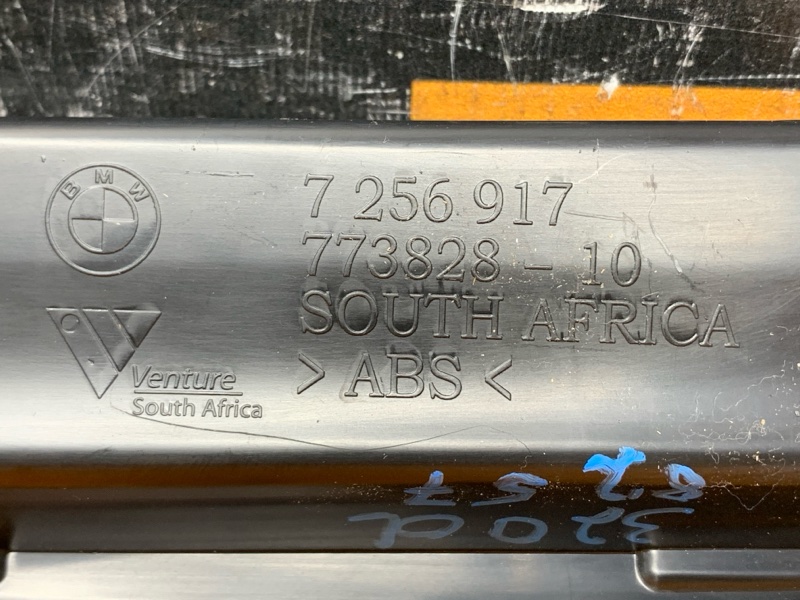 BMW
7 256 917
773828 - 10
SOUTH AFRICA
> ABS <
Venture
South Africa